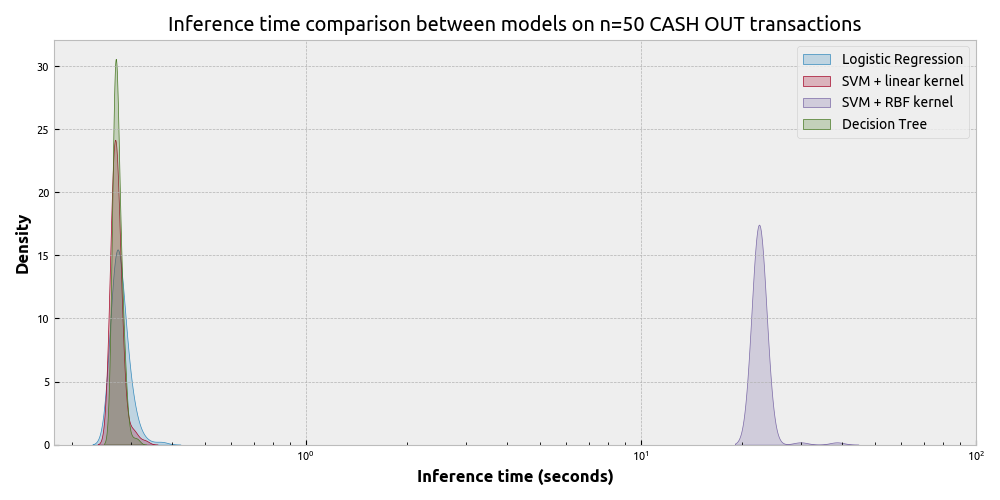 Inference time comparison between models on n=50 CASH OUT transactions
Logistic Regression
SVM + linear kernel
SVM + RBF kernel
Decision Tree
Density
30
25
20
15
10
5
0
10⁰
10¹
10²
Inference time (seconds)